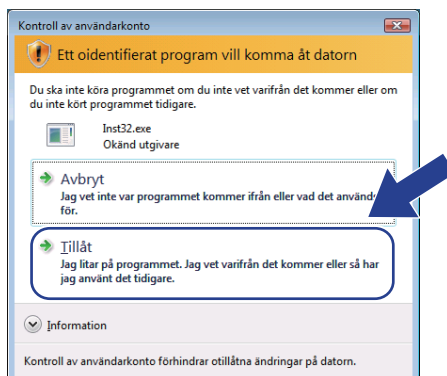 Kontroll av användarkonto
Ett oidentifierat program vill komma åt datorn
Du ska inte köra programmet om du inte vet varifrån det kommer eller om
du inte kört programmet tidigare.
Inst32.exe
Okänd utgivare
Avbryt
Jag vet inte var programmet kommer ifrån eller vad det används
för.
Tillåt
Jag litar på programmet. Jag vet varifrån det kommer eller så har
jag använt det tidigare.
Information
Kontroll av användarkonto förhindrar otillåtna ändringar på datorn.